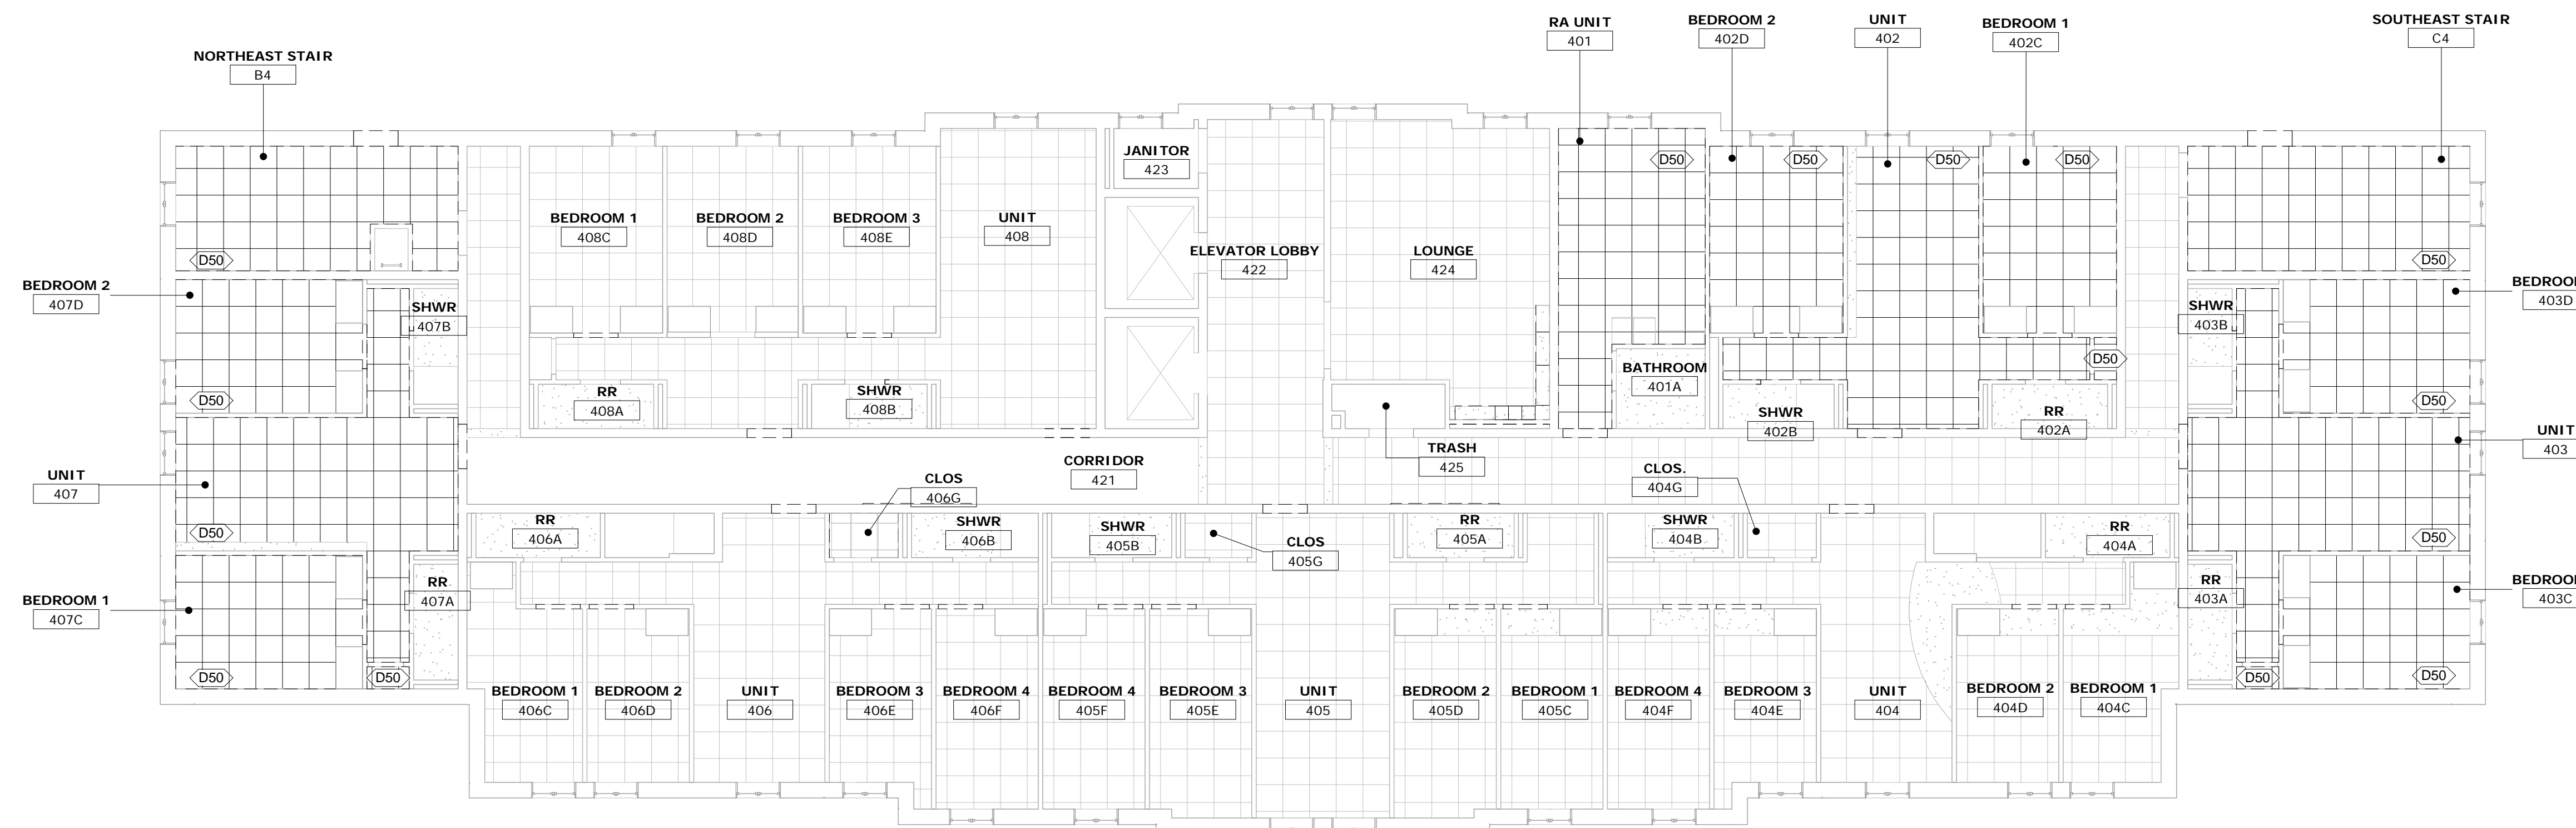 NORTHEAST STAIR
B4
RA UNIT
401
BEDROOM 2
402D
UNIT
402
BEDROOM 1
402C
SOUTHEAST STAIR
C4
JANITOR
423
D50
D50
D50
D50
BEDROOM 1
408C
BEDROOM 2
408D
BEDROOM 3
408E
UNIT
408
ELEVATOR LOBBY
422
LOUNGE
424
D50
D50
BEDROOM 2
407D
SHWR
407B
SHWR
403B
403D
D50
BATHROOM
401A
RR
408A
SHWR
408B
D50
D50
SHWR
402B
RR
402A
UNIT
407
CORRIDOR
421
TRASH
425
UNIT
403
CLOS
406G
CLOS.
404G
D50
D50
RR
406A
SHWR
406B
SHWR
405B
CLOS
405G
RR
405A
SHWR
404B
RR
404A
BEDROOM 1
407C
RR
407A
RR
403A
403C
D50
D50
D50
D50
BEDROOM 1
406C
BEDROOM 2
406D
UNIT
406
BEDROOM 3
406E
BEDROOM 4
406F
BEDROOM 4
405F
BEDROOM 3
405E
UNIT
405
BEDROOM 2
405D
BEDROOM 1
405C
BEDROOM 4
404F
BEDROOM 3
404E
UNIT
404
BEDROOM 2
404D
BEDROOM 1
404C